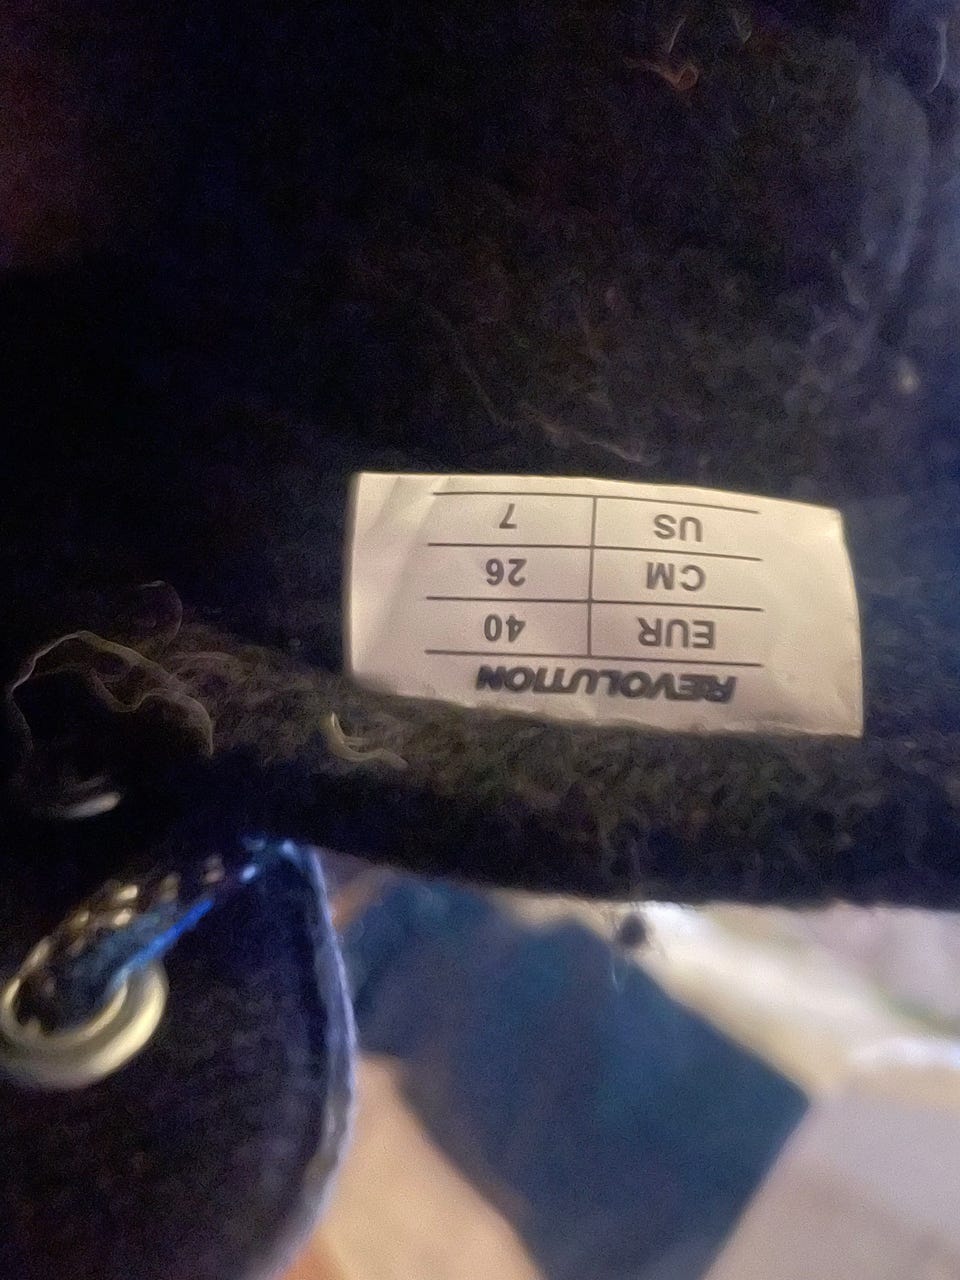 REVOLUTION
EUR 40
CM 26
US 7